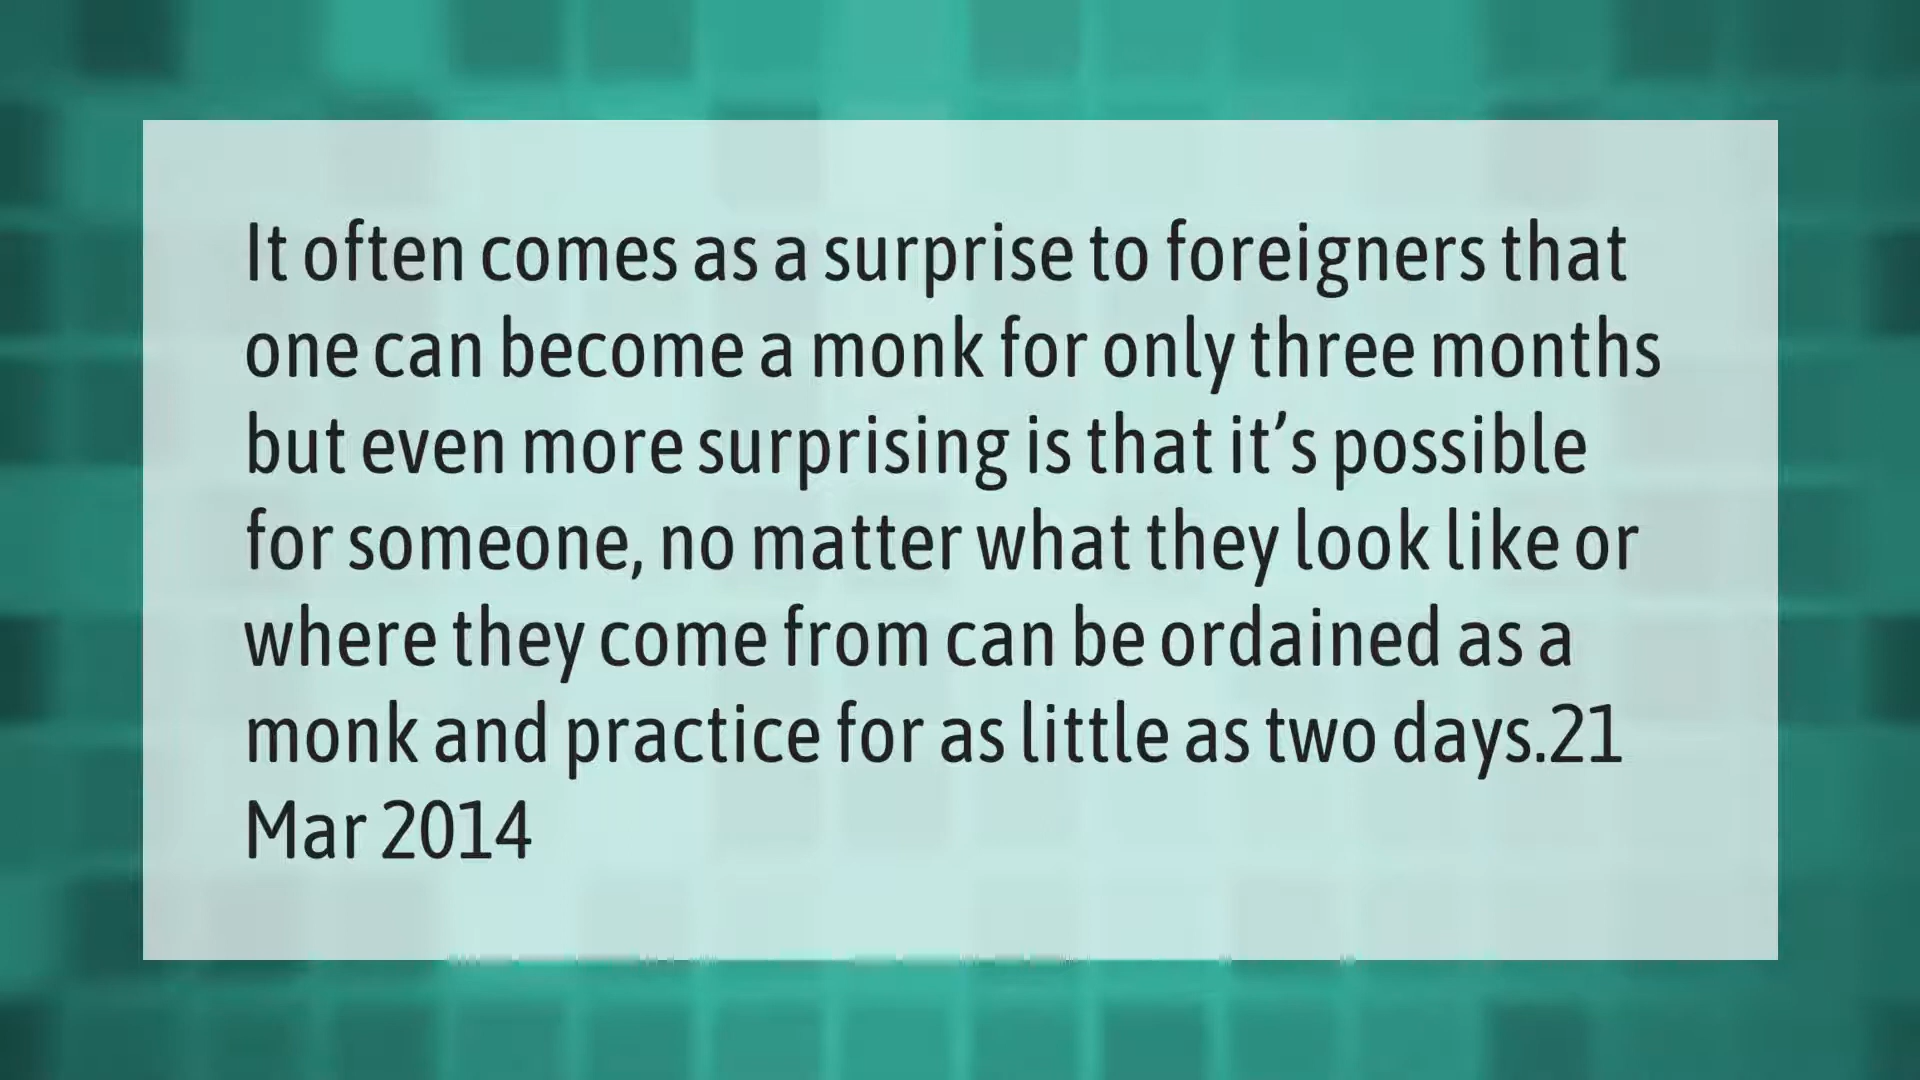 It often comes as a surprise to foreigners that
one can become a monk for only three months
but even more surprising is that it’s possible
for someone, no matter what they look like or
where they come from can be ordained as a
monk and practice for as little as two days.21
Mar 2014